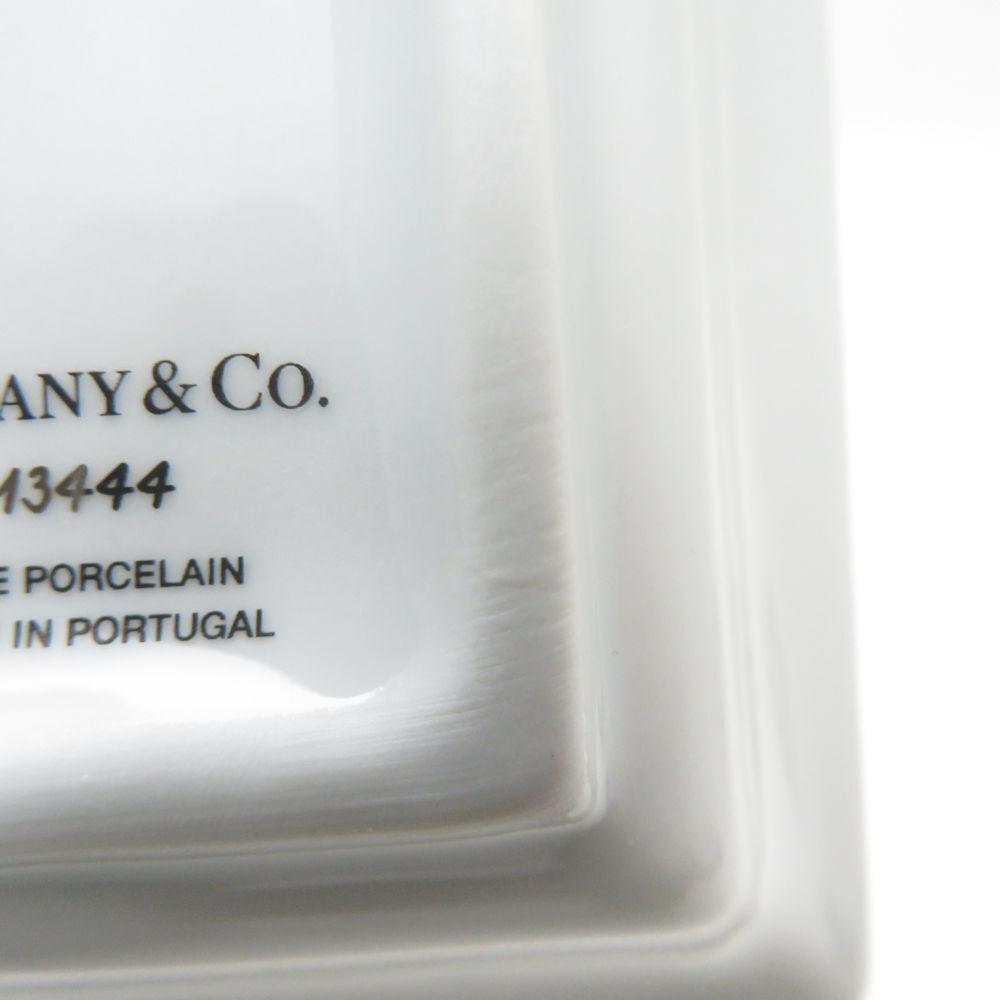 ANY & Co.
13444
E PORCELAIN
IN PORTUGAL